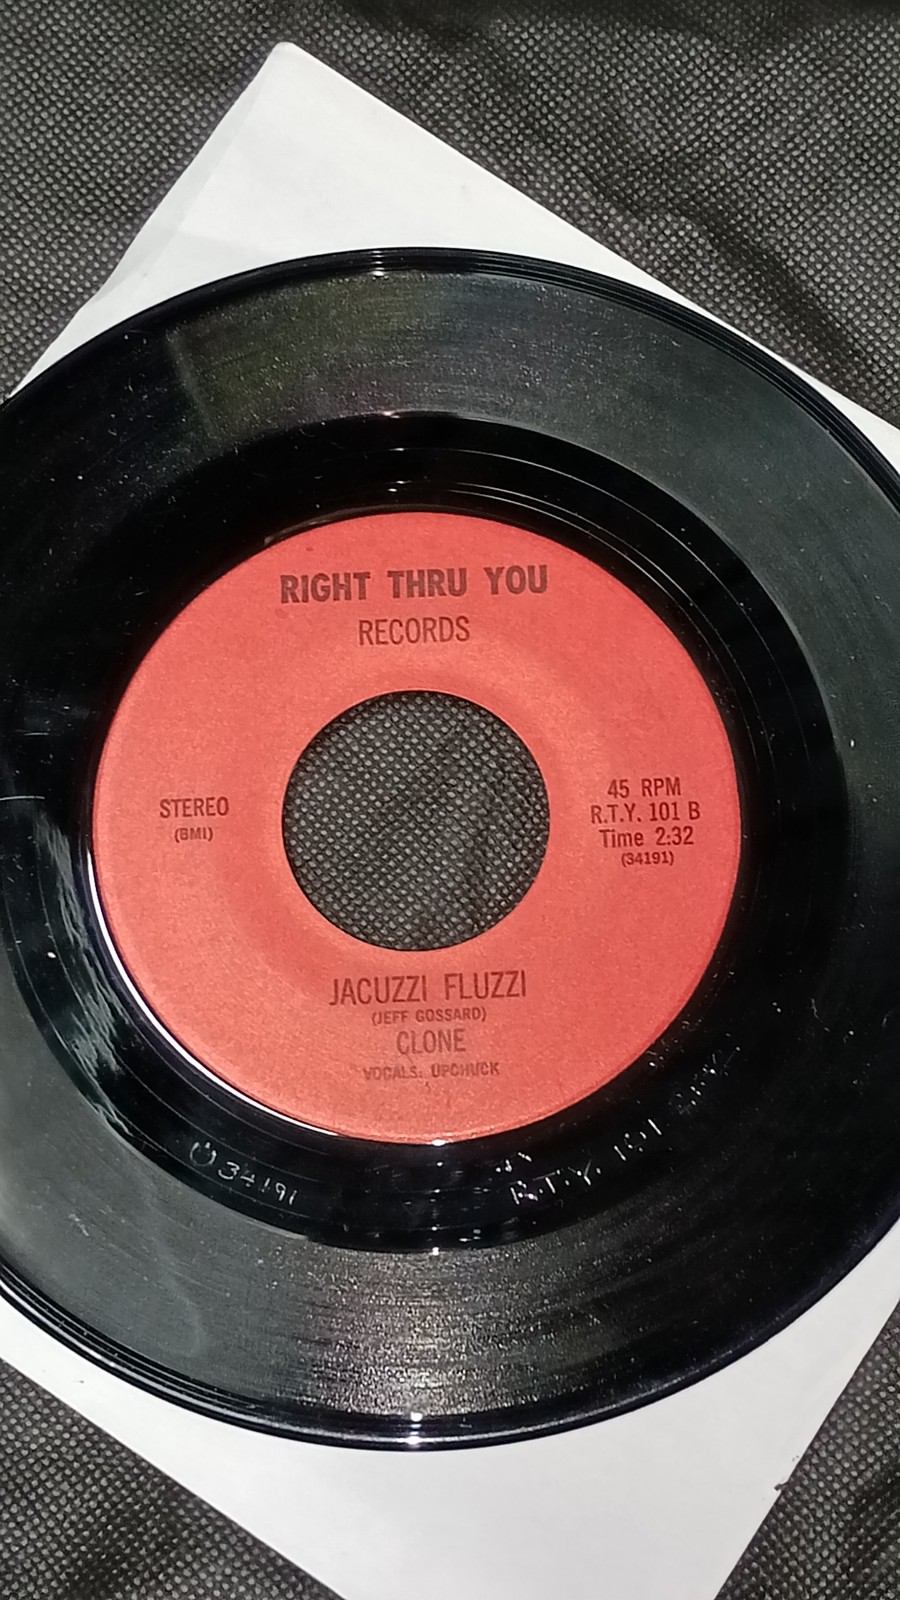 RIGHT THRU YOU
RECORDS
STEREO
(BMI)
45 RPM
R.T.Y. 101 B
Time 2:32
(34191)
JACUZZI FLUZZI
(JEFF GOSSARD)
CLONE
VOCALS: UPCHUCK
34191
R.T.Y. 101